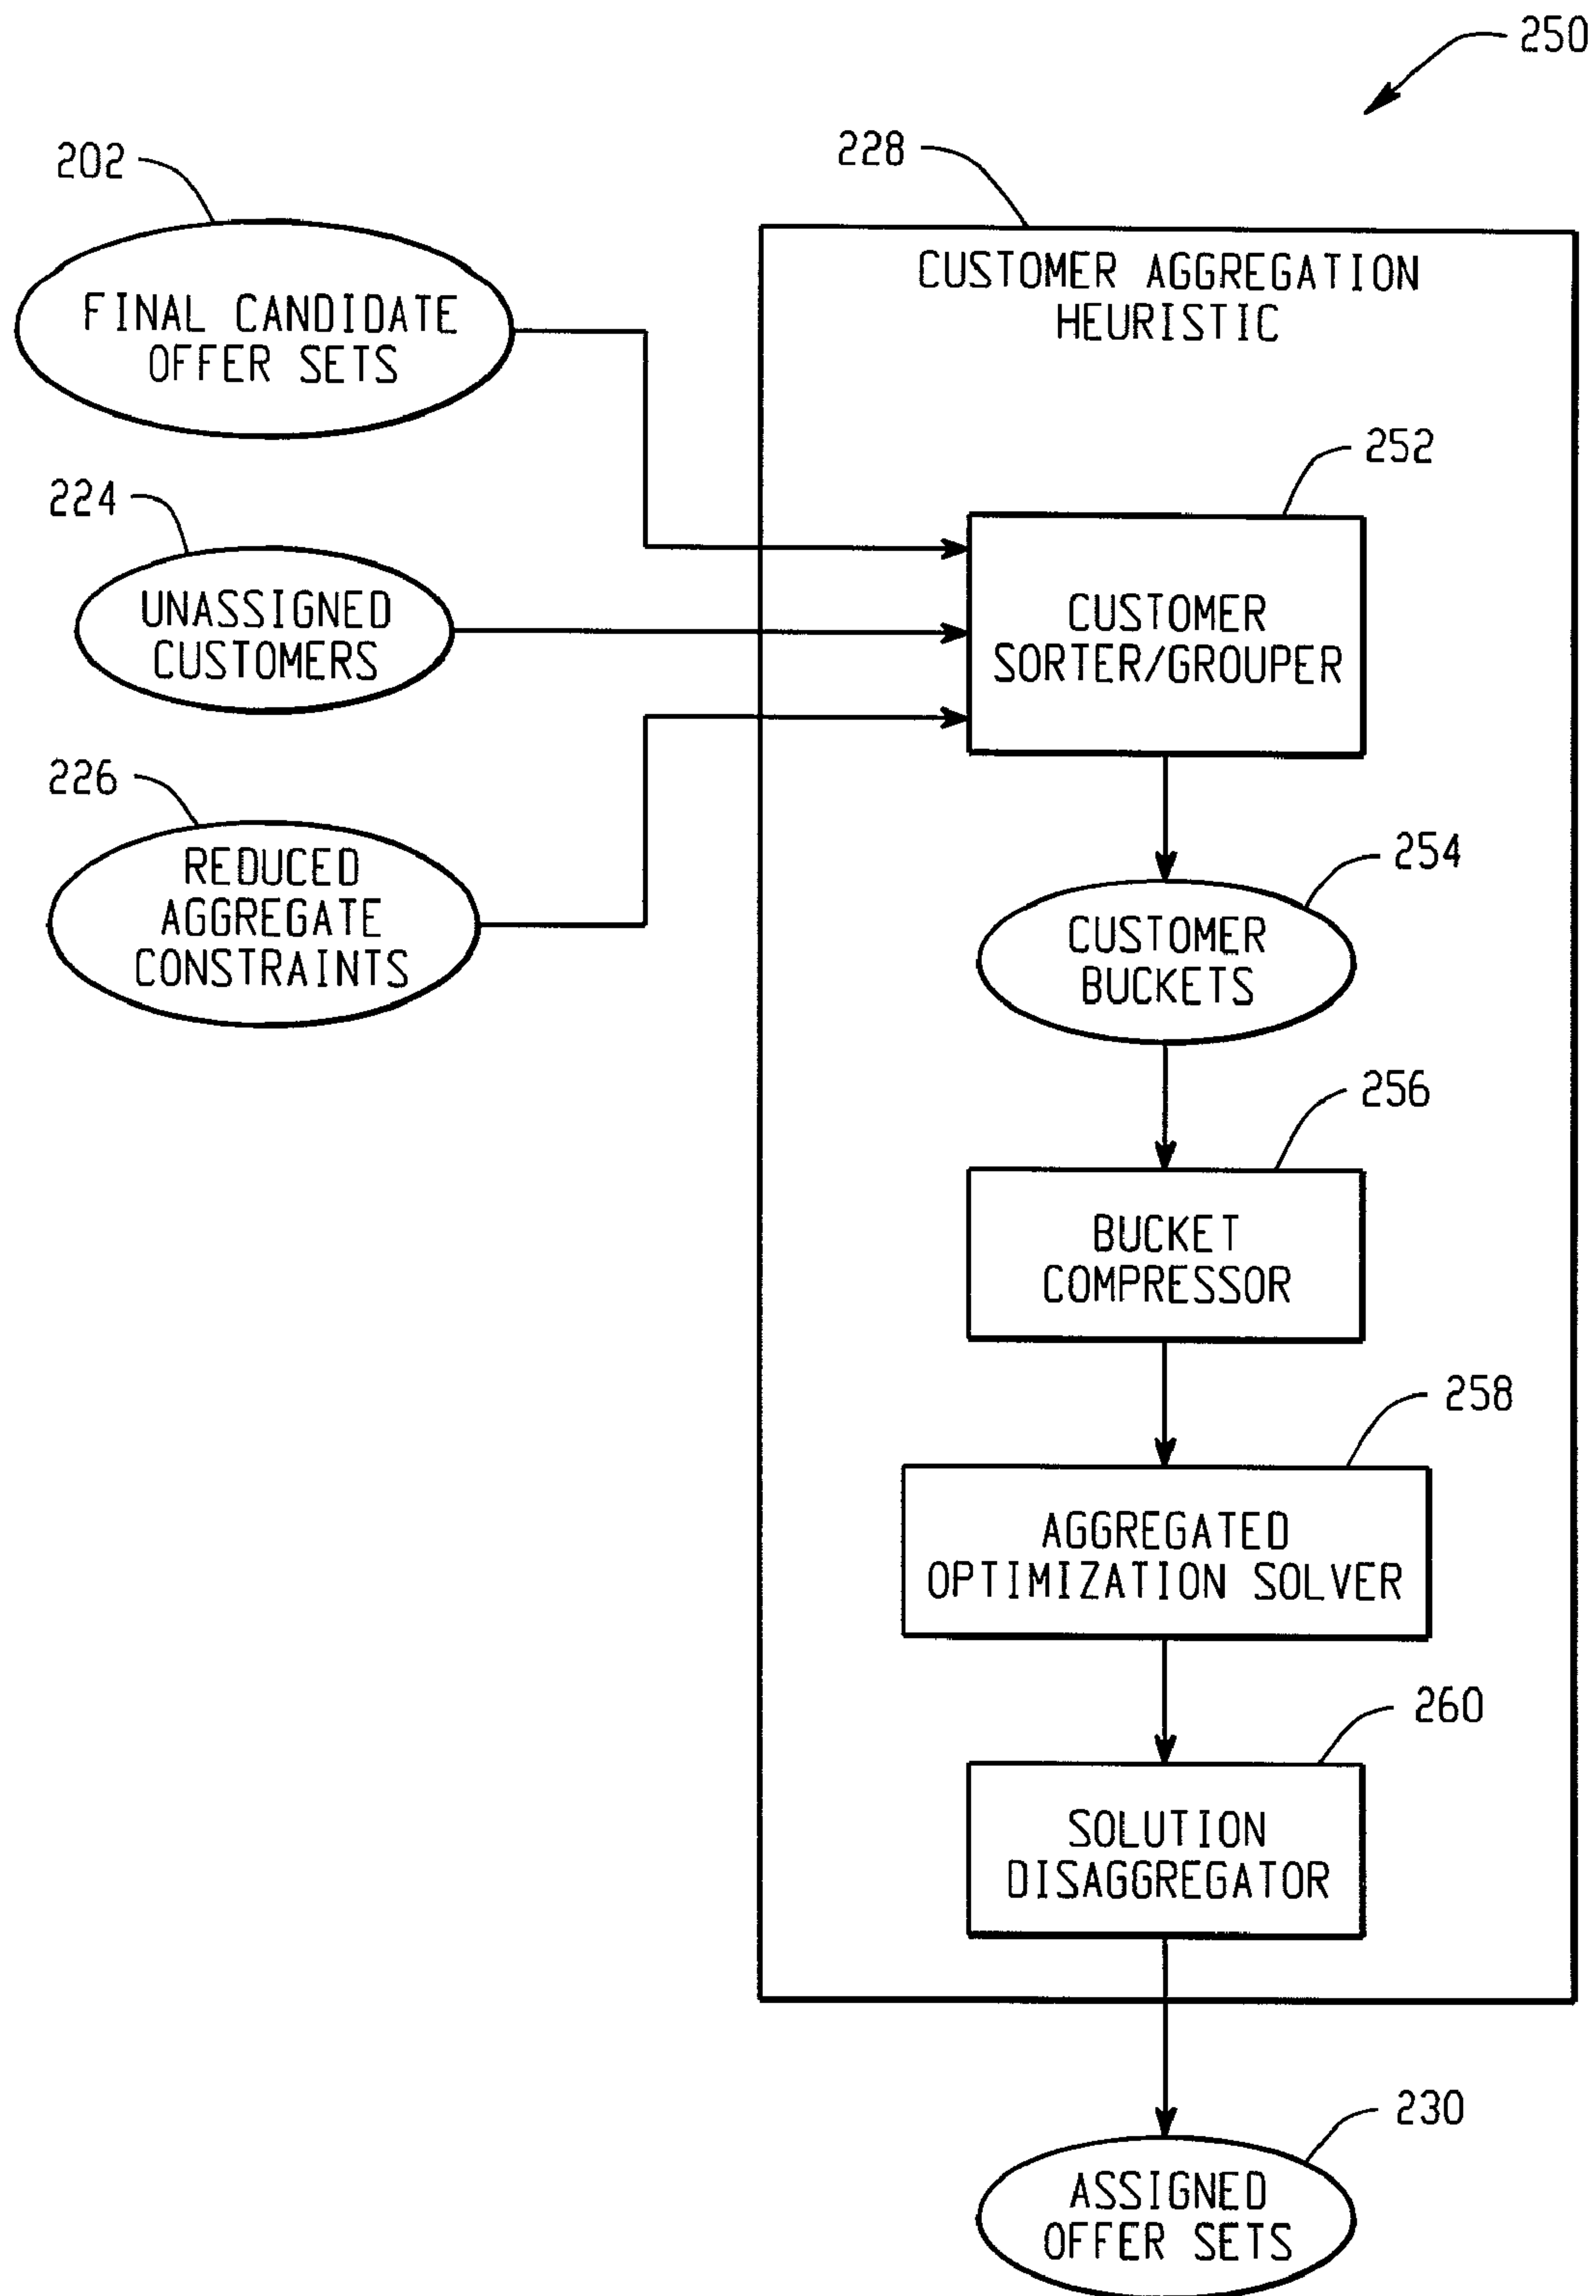 250
202
228
FINAL CANDIDATE
OFFER SETS
CUSTOMER AGGREGATION
HEURISTIC
252
224
UNASSIGNED
CUSTOMERS
CUSTOMER
SORTER/GROUPER
226
REDUCED
AGGREGATE
CONSTRAINTS
254
CUSTOMER
BUCKETS
256
BUCKET
COMPRESSOR
258
AGGREGATED
OPTIMIZATION SOLVER
260
SOLUTION
DISAGGREGATOR
230
ASSIGNED
OFFER SETS